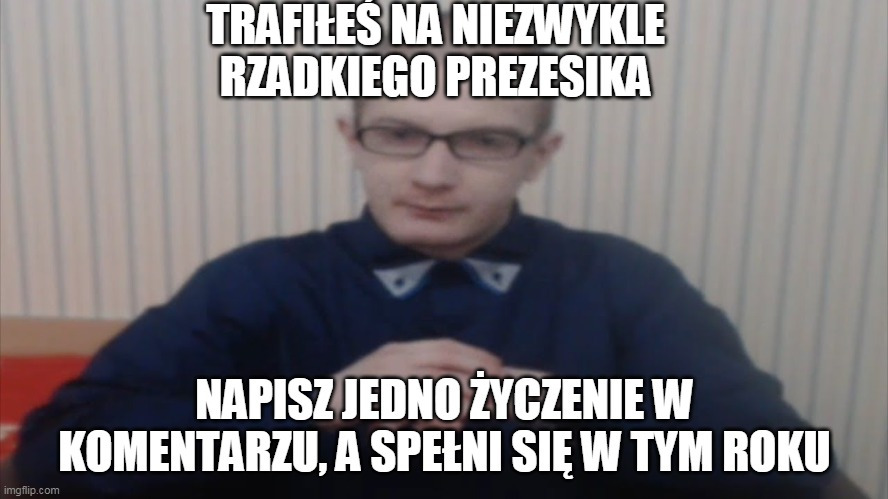 TRAFIŁEŚ NA NIEZWYKLE
RZADKIEGO PREZESIKA
NAPISZ JEDNO ŻYCZENIE W
KOMENTARZU, A SPEŁNI SIĘ W TYM ROKU
imgflip.com